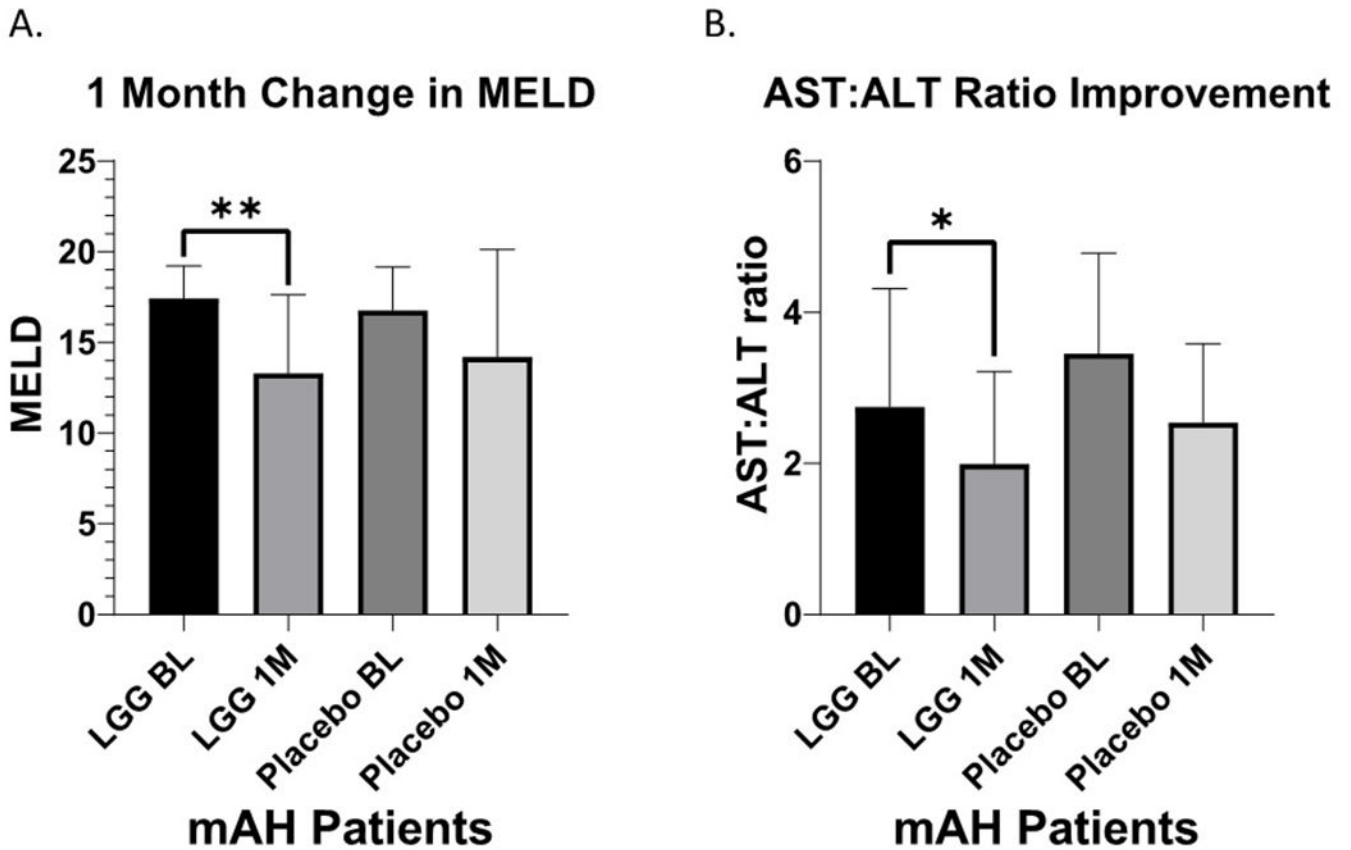 A.
1 Month Change in MELD
25
20
15
10
5
0
MELD
**
LGG BL
LGG 1M
Placebo BL
Placebo 1M
mAH Patients
B.
AST:ALT Ratio Improvement
6
4
2
0
AST:ALT ratio
*
LGG BL
LGG 1M
Placebo BL
Placebo 1M
mAH Patients